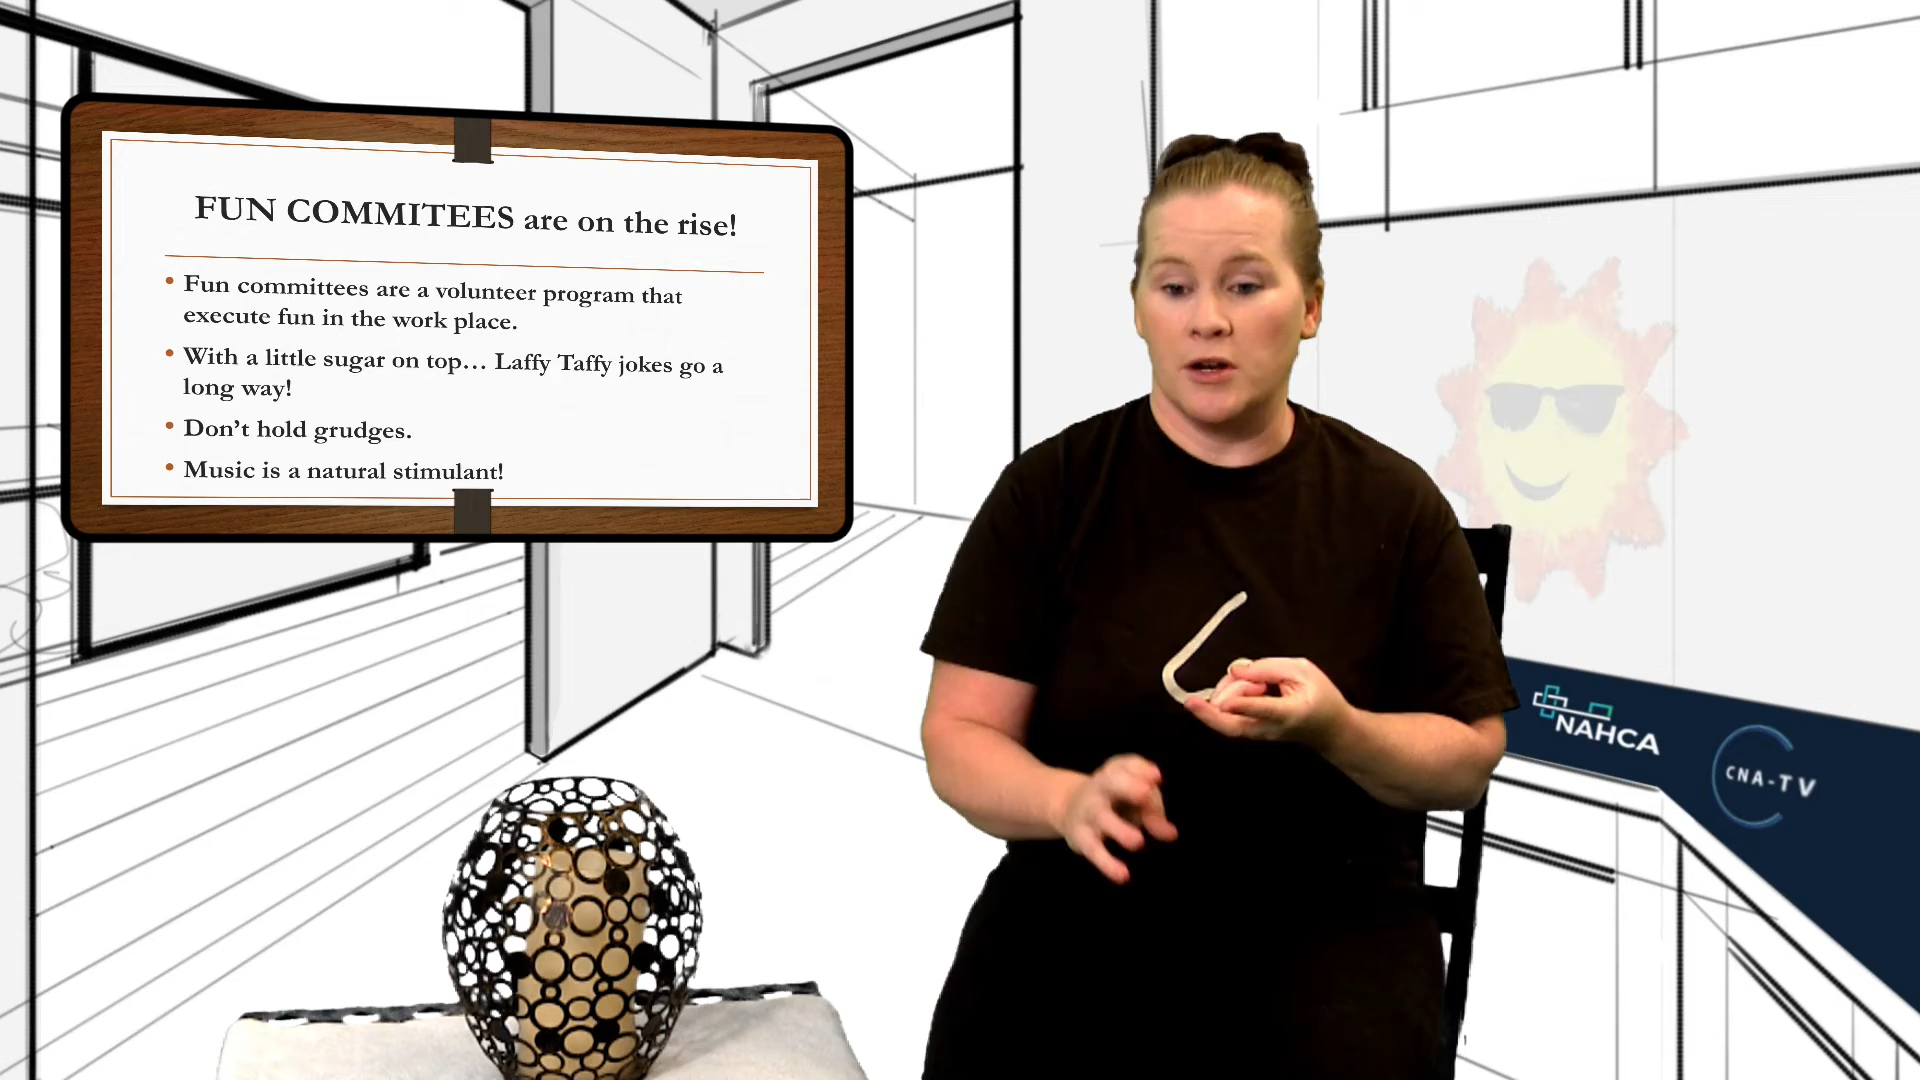 FUN COMMITEES are on the rise!
Fun committees are a volunteer program that
execute fun in the work place.
With a little sugar on top… Laffy Taffy jokes go a
long way!
Don’t hold grudges.
Music is a natural stimulant!
NAHCA
CNA-TV